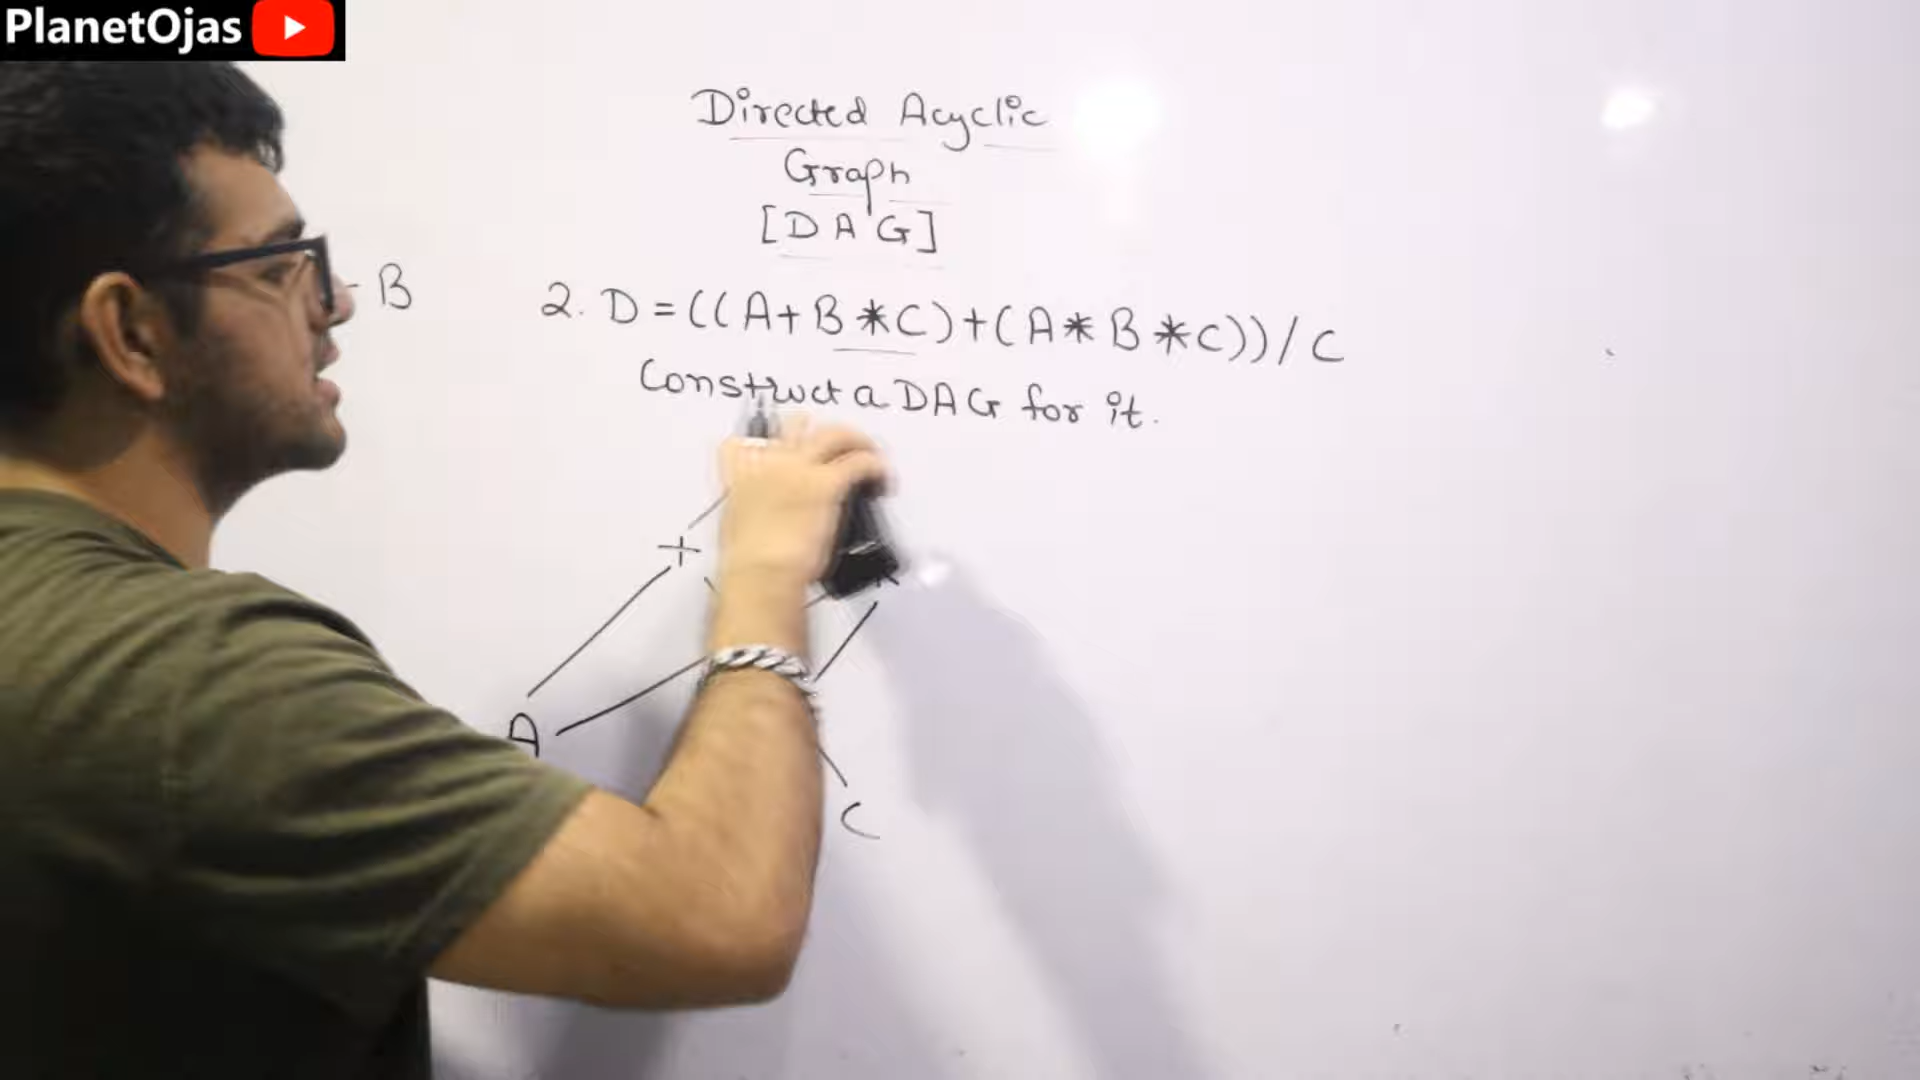 PlanetOjas
Directed Acyclic
Graph
[DAG]
- B
2. D = ((A+B*C)+(A*B*C))/C
Construct a DAG for it.
+
A
C